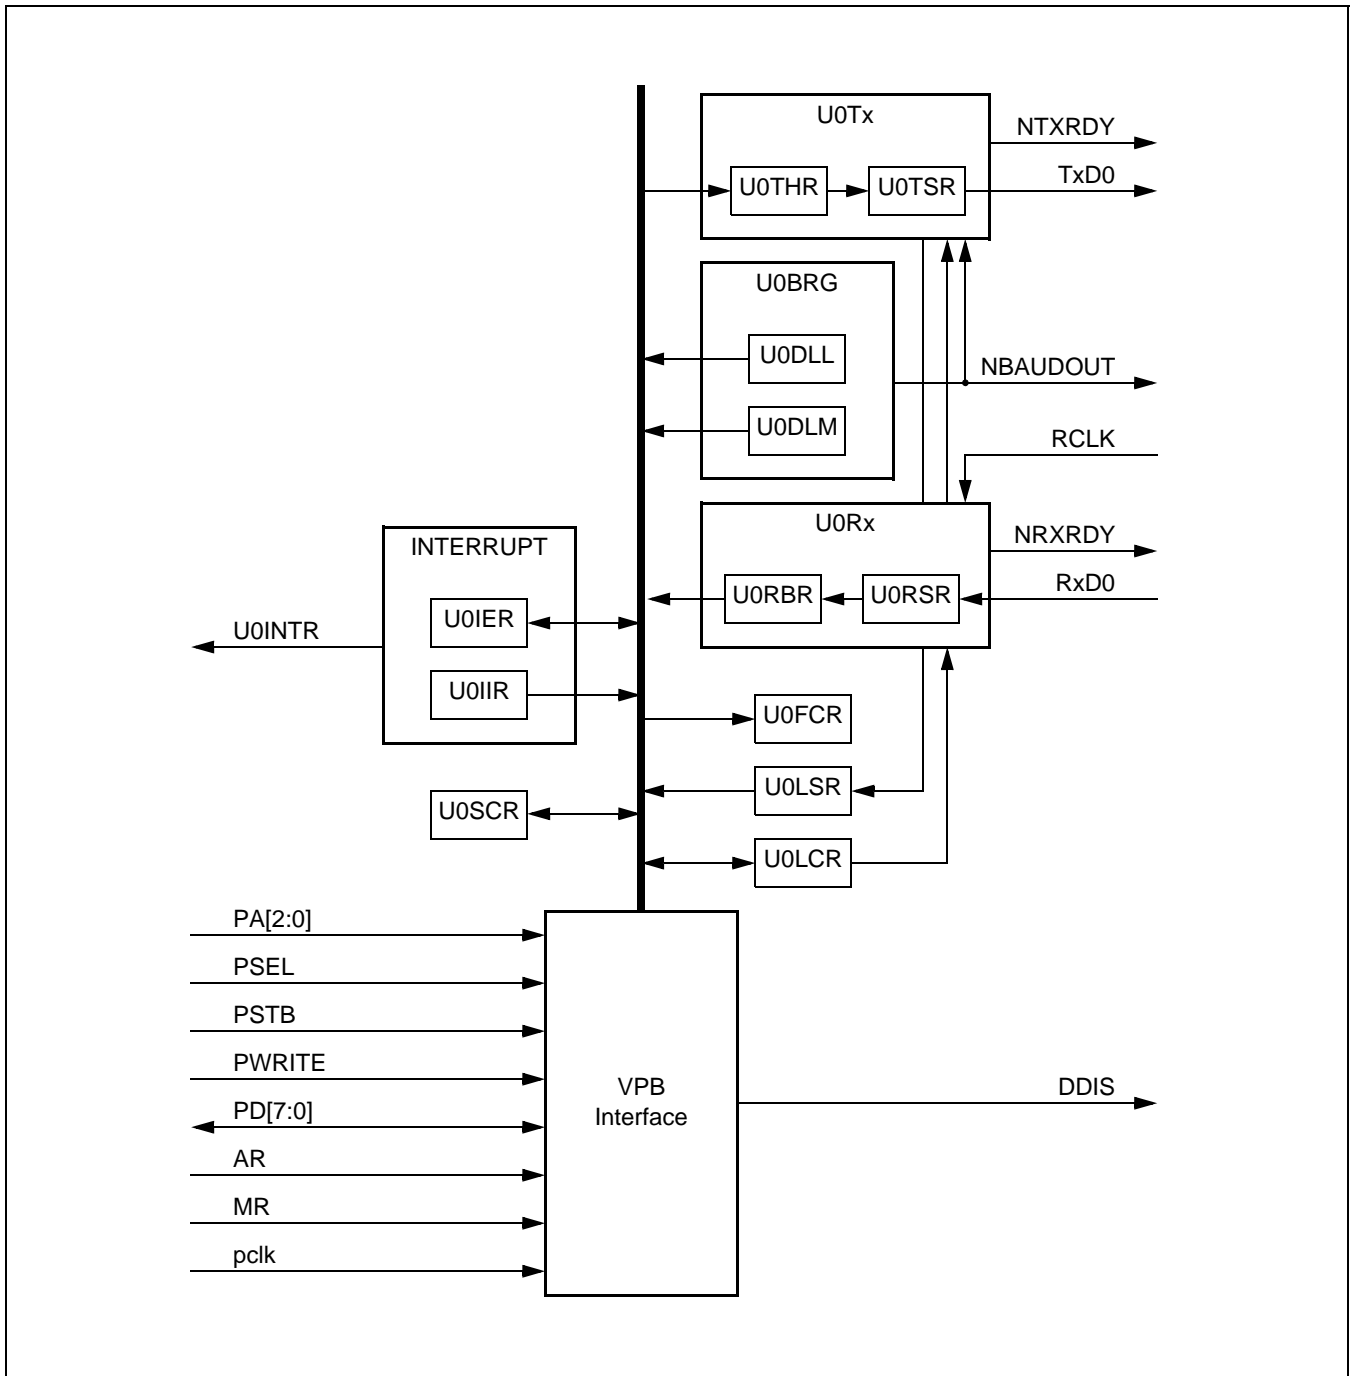 U0Tx
NTXRDY
U0THR
U0TSR
TxD0
U0BRG
U0DLL
NBAUDOUT
U0DLM
RCLK
U0Rx
NRXRDY
U0RBR
U0RSR
RxD0
INTERRUPT
U0IER
U0INTR
U0IIR
U0FCR
U0LSR
U0SCR
U0LCR
PA[2:0]
PSEL
PSTB
PWRITE
PD[7:0]
AR
MR
pclk
VPB
Interface
DDIS